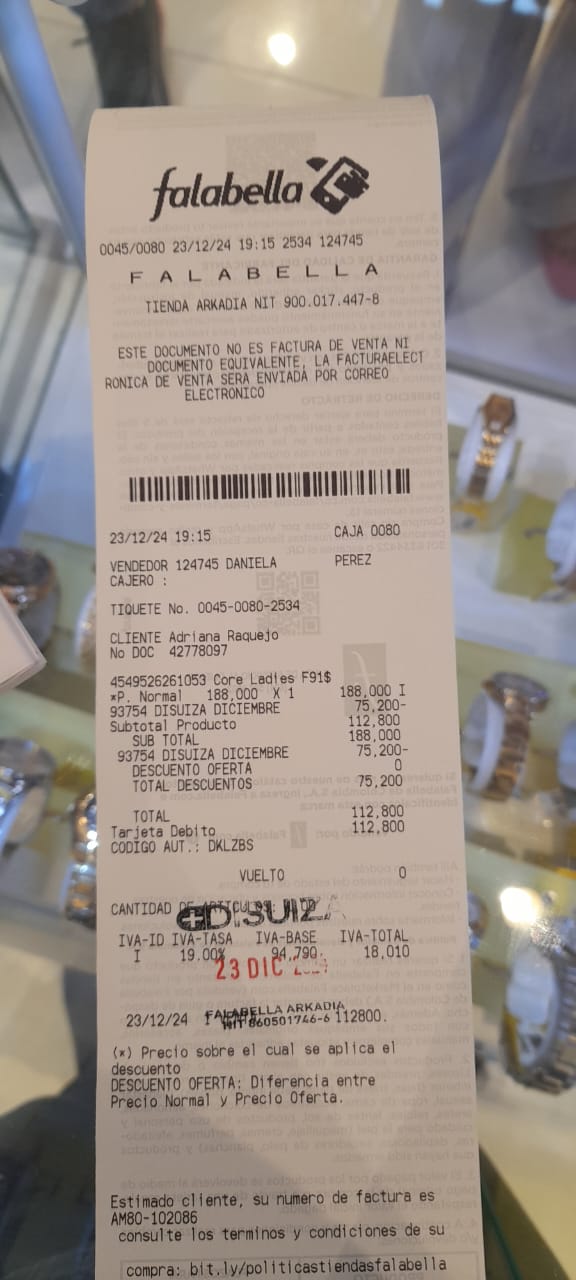 falabella
0045/0080 23/12/24 19:15 2534 124745
F A L A B E L L A
TIENDA ARKADIA NIT 900.017.447-8
ESTE DOCUMENTO NO ES FACTURA DE VENTA NI
DOCUMENTO EQUIVALENTE, LA FACTURAELECT
RONICA DE VENTA SERA ENVIADA POR CORREO
ELECTRONICO
23/12/24 19:15 CAJA 0080
VENDEDOR 124745 DANIELA PEREZ
CAJERO :
TIQUETE No. 0045-0080-2534
CLIENTE Adriana Raquejo
No DOC 42778097
4549526261053 Core Ladies F91$
*P. Normal 188,000 X 1 188,000 I
93754 DISUIZA DICIEMBRE 75,200-
Subtotal Producto 112,800
SUB TOTAL 188,000
93754 DISUIZA DICIEMBRE 75,200-
DESCUENTO OFERTA 0
TOTAL DESCUENTOS 75,200
TOTAL 112,800
Tarjeta Debito 112,800
CODIGO AUT.: DKLZBS
VUELTO 0
CANTIDAD DE ARTICULOS:
DISUIZA
IVA-ID IVA-TASA IVA-BASE IVA-TOTAL
I 19.00% 94,790. 18,010
23 DIC
FALABELLA ARKADIA
NIT 860501746-6
23/12/24 112800.
(*) Precio sobre el cual se aplica el
descuento
DESCUENTO OFERTA: Diferencia entre
Precio Normal y Precio Oferta.
Estimado cliente, su numero de factura es
AM80-102086
consulte los terminos y condiciones de su
compra: bit.ly/politicastiendasfalabella